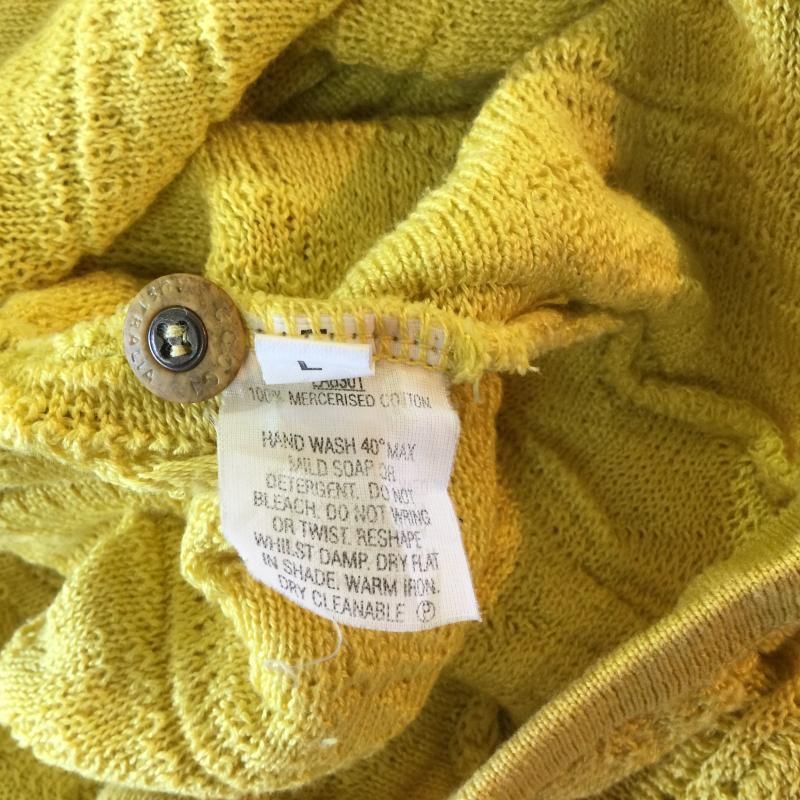 AUSTRALIA
L
100% MERCERISED COTTON
HAND WASH 40° MAX
MILD SOAP OR
DETERGENT. DO NOT
BLEACH. DO NOT WRING
OR TWIST. RESHAPE
WHILST DAMP. DRY FLAT
IN SHADE. WARM IRON.
DRY CLEANABLE Ⓟ